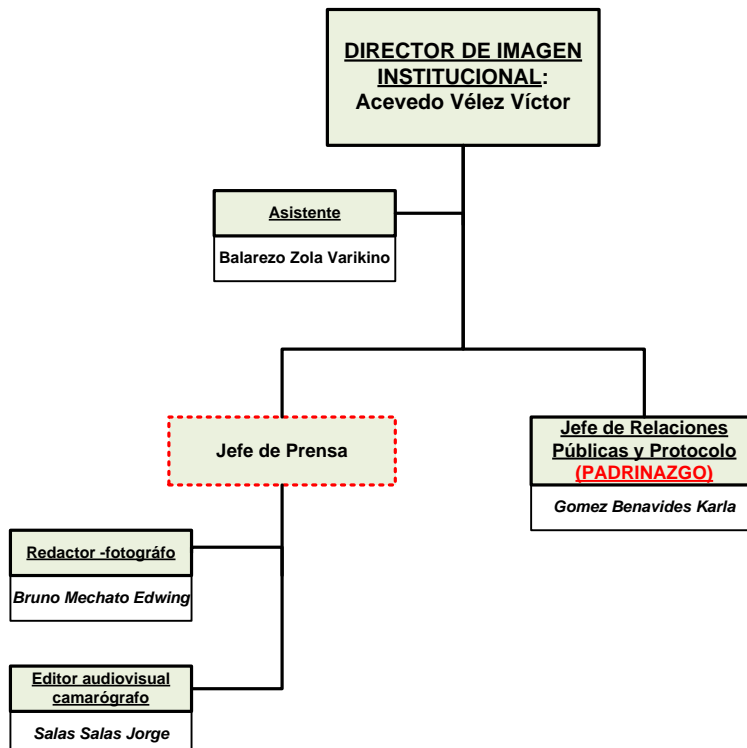 DIRECTOR DE IMAGEN
INSTITUCIONAL:
Acevedo Vélez Víctor
Asistente
Balarezo Zola Varikino
Jefe de Prensa
Jefe de Relaciones
Públicas y Protocolo
(PADRINAZGO)
Gomez Benavides Karla
Redactor -fotográfo
Bruno Mechato Edwing
Editor audiovisual
camarógrafo
Salas Salas Jorge